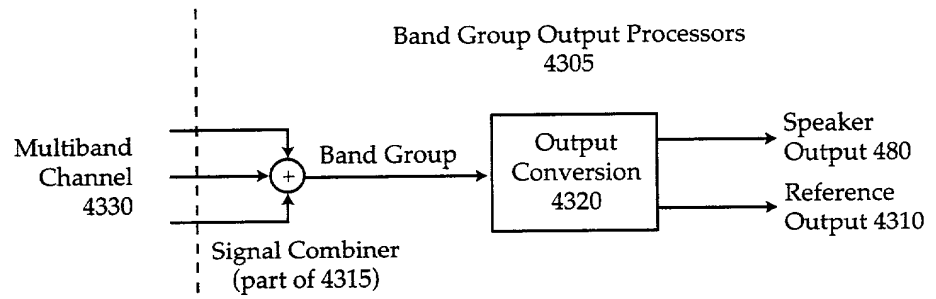 Band Group Output Processors
4305
Multiband
Channel
4330
+
Band Group
Output
Conversion
4320
Speaker
Output 480
Reference
Output 4310
Signal Combiner
(part of 4315)